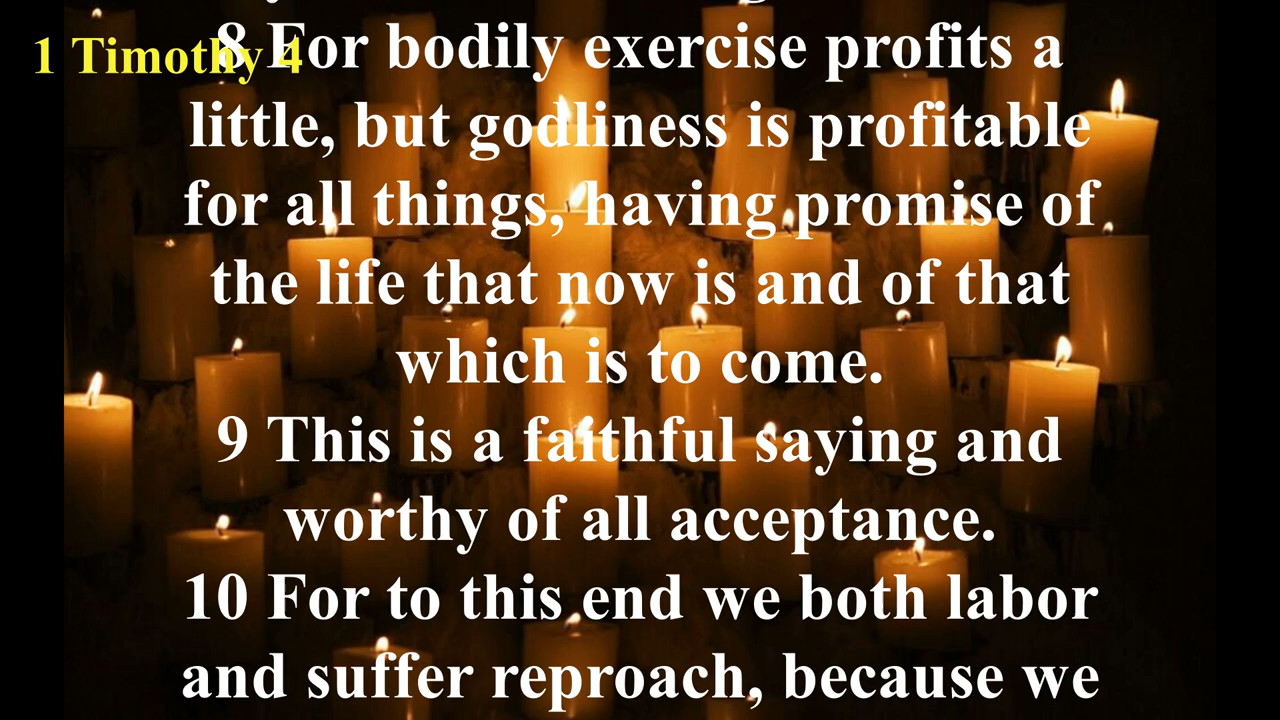 1 Timothy 4
8 For bodily exercise profits a
little, but godliness is profitable
for all things, having promise of
the life that now is and of that
which is to come.
9 This is a faithful saying and
worthy of all acceptance.
10 For to this end we both labor
and suffer reproach, because we